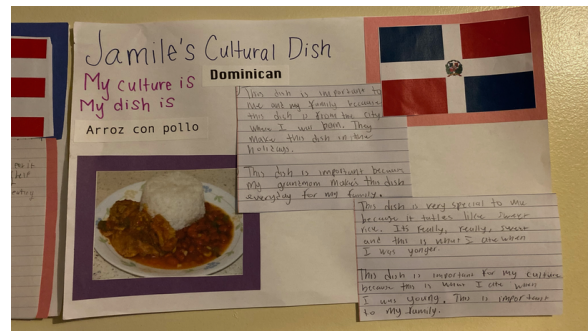 Jamile's Cultural Dish
My culture is
Dominican
My dish is
Arroz con pollo
This dish is important to
me and my family because
this dish is from the city
where I was born. They
make this dish in the
holidays.
This dish is important because
my grantmom makes this dish
everyday for my family.
This dish is very special to me
because it tastes like
rice. It's really, really, sweet
and this is what I ate when
I was yonger.
This dish is important for my culture
because this is what I ate when
I was young. This is important
to my family.